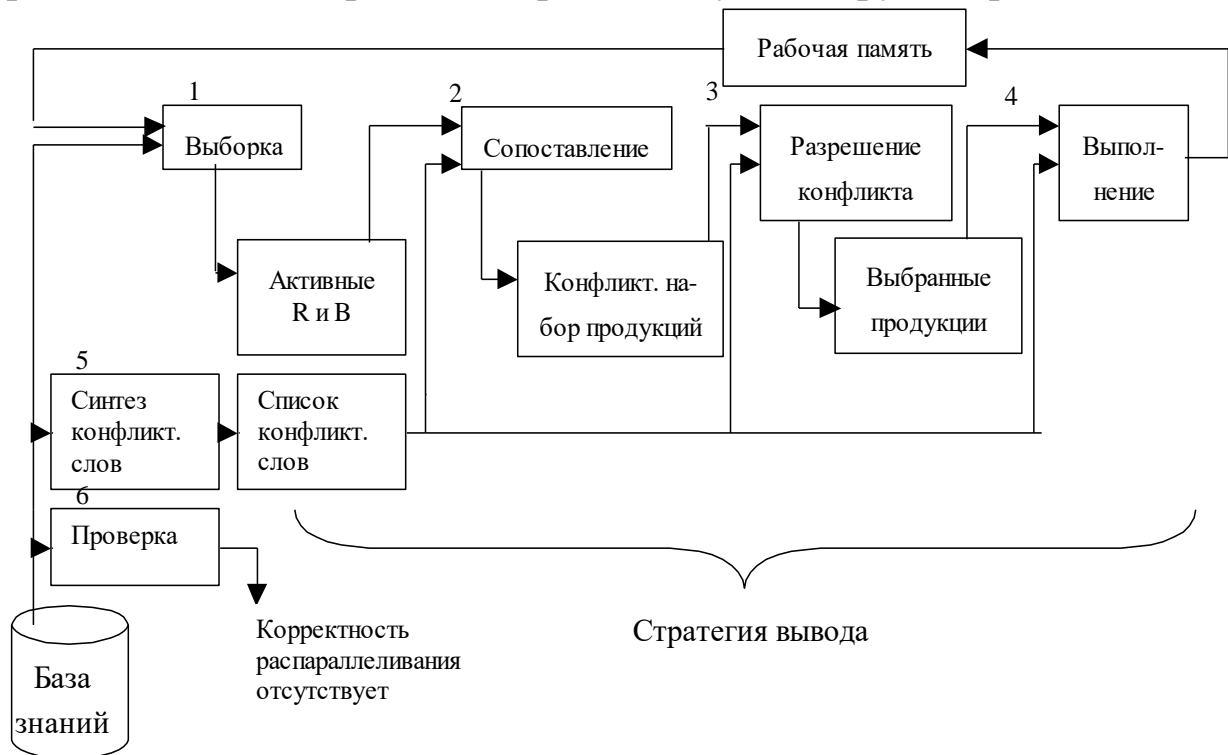 Рабочая память
1
Выборка
2
Сопоставление
3
Разрешение
конфликта
4
Выпол-
нение
Активные
R и B
Конфликт. на-
бор продукций
Выбранные
продукции
5
Синтез
конфликт.
слов
Список
конфликт.
слов
6
Проверка
Корректность
распараллеливания
отсутствует
Стратегия вывода
База
знаний